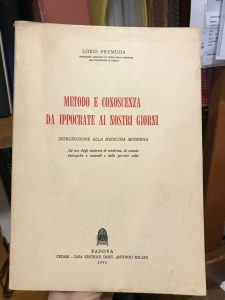 LORIS PREMUDA
METODO E CONOSCENZA
DA IPPOCRATE AI NOSTRI GIORNI
INTRODUZIONE ALLA MEDICINA MODERNA
Ad uso degli studenti di medicina, di scienze
biologiche e naturali e delle persone colte
PADOVA
CEDAM - CASA EDITRICE DOTT. ANTONIO MILANI
1971